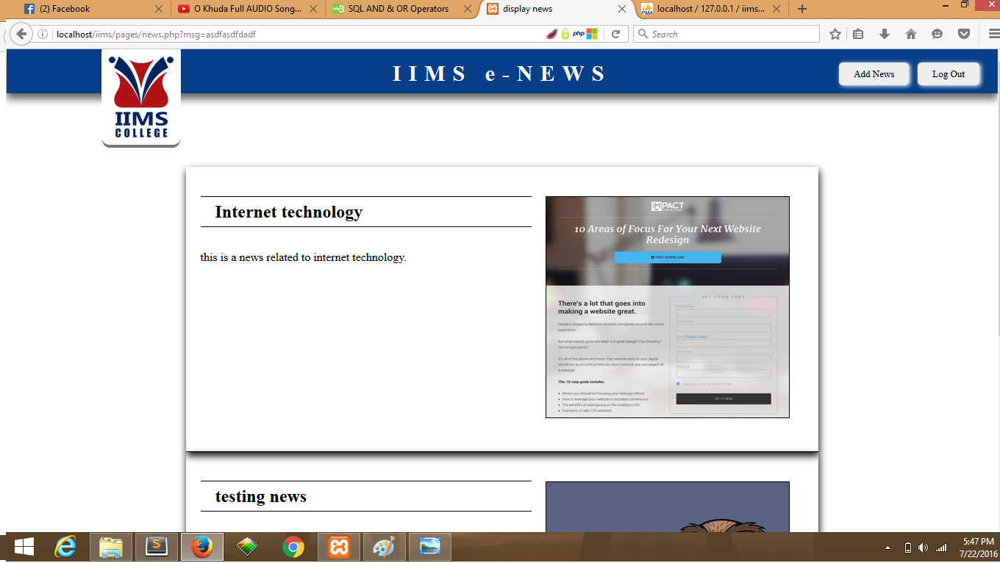 (2) Facebook
O Khuda Full AUDIO Song...
SQL AND & OR Operators
display news
localhost / 127.0.0.1 / iims...
localhost/iims/pages/news.php?msg=asdfasdfdadf
php
Search
IIMS e-NEWS
Add News
Log Out
IIMS
COLLEGE
Internet technology
this is a news related to internet technology.
IMPACT
10 Areas of Focus For Your Next Website
Redesign
FREE DOWNLOAD
There's a lot that goes into
making a website great.
People's shopping behavior revolves completely around the online
experience.
But what exactly goes into that? Is it great design? Functionality?
Conversion points?
It's all of the above and more. Your website acts as your digital
storefront, so it's critical that you don't overlook any one aspect of
a redesign.
This 10-step guide includes:
Where you should be focusing your redesign efforts
How to leverage your website to increase conversions
The benefits of redesigning on the HubSpot COS
Examples of real COS websites
GET YOUR COPY
First Name*
Last Name*
Email (Privacy Policy)*
Company*
Website*
Subscribe me to the IMPACT Blog
GET IT NOW
testing news
5:47 PM
7/22/2016